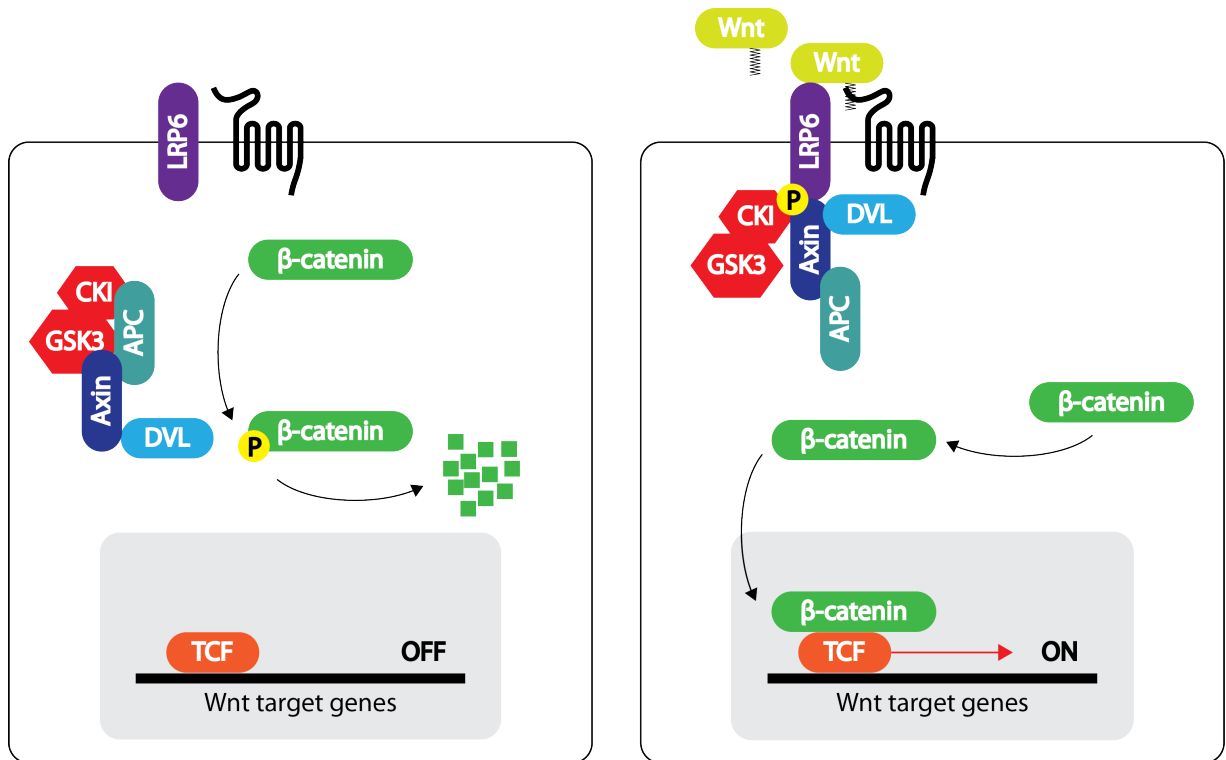 LRP6
β-catenin
CKI
GSK3
APC
Axin
DVL
P
β-catenin
TCF
OFF
Wnt target genes
Wnt
Wnt
LRP6
P
CKI
DVL
Axin
GSK3
APC
β-catenin
β-catenin
β-catenin
TCF
ON
Wnt target genes